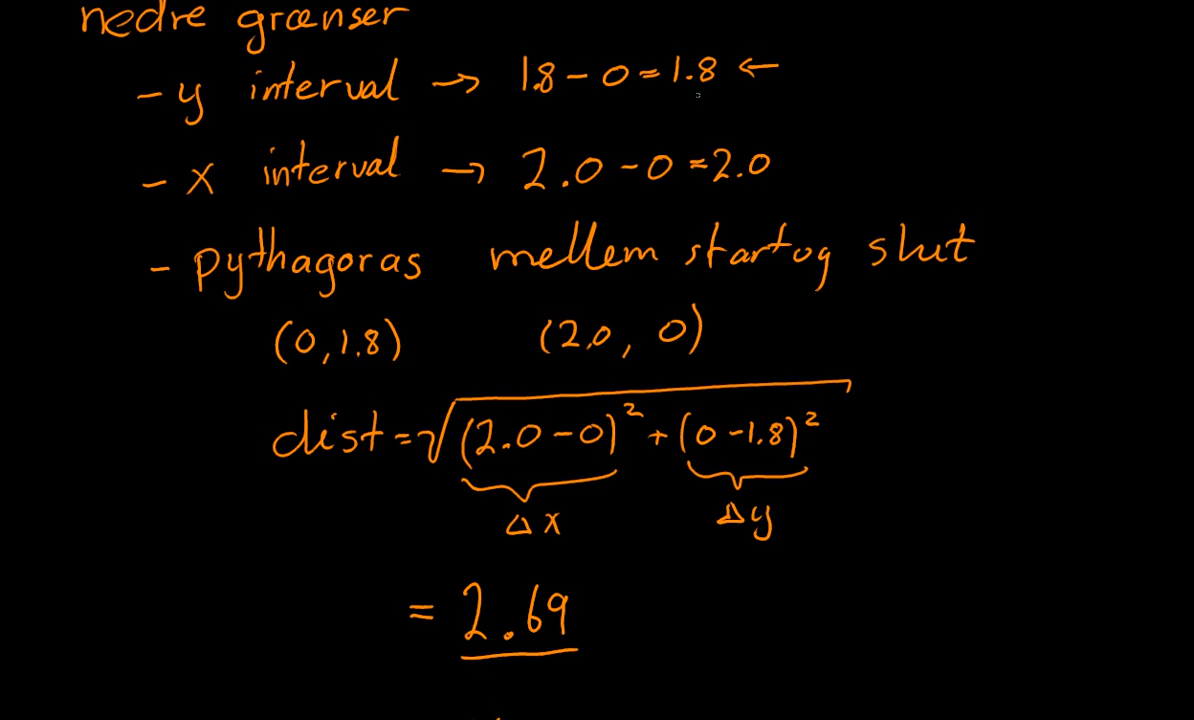 nedre grænser
- y interval → 1.8 - 0 = 1.8 ←
- x interval → 2.0 - 0 = 2.0
- pythagoras mellem start og slut
(0, 1.8) (2.0, 0)
dist = √(2.0 - 0)² + (0 - 1.8)²
Δx Δy
= 2.69